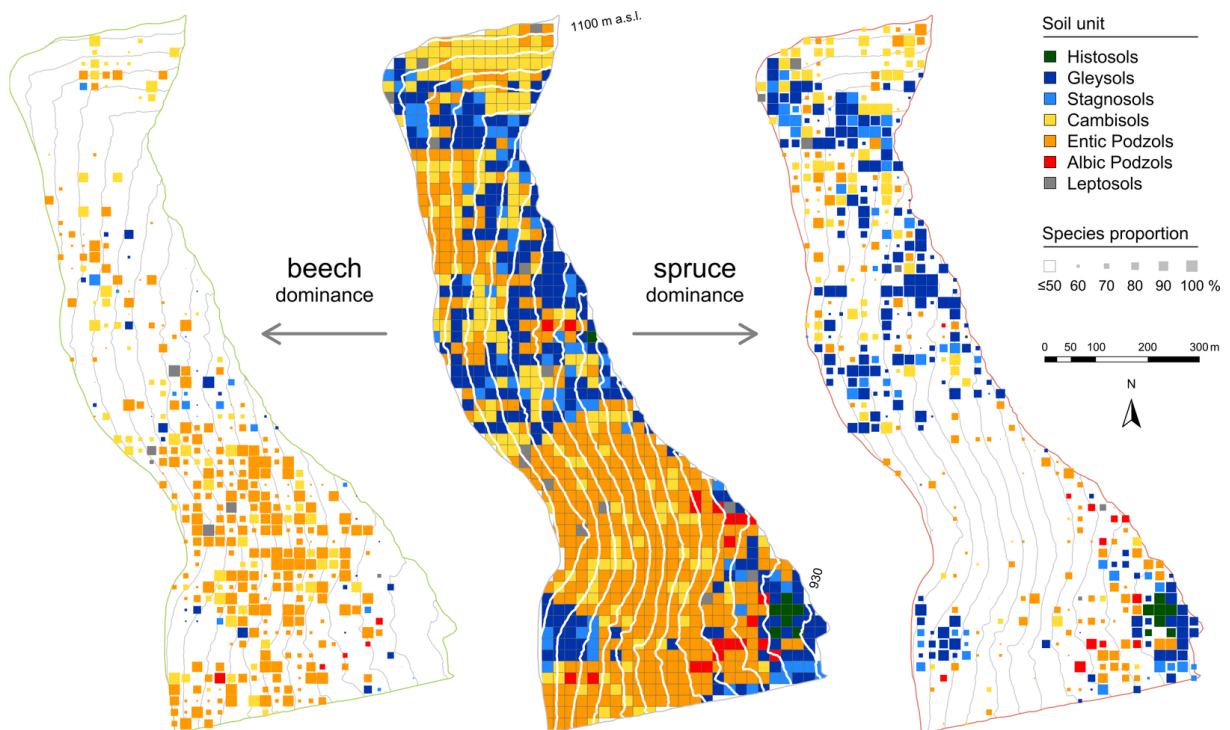 1100 m a.s.l.
beech
dominance
spruce
dominance
930
Soil unit
Histosols
Gleysols
Stagnosols
Cambisols
Entic Podzols
Albic Podzols
Leptosols
Species proportion
≤50 60 70 80 90 100 %
0 50 100 200 300 m
N